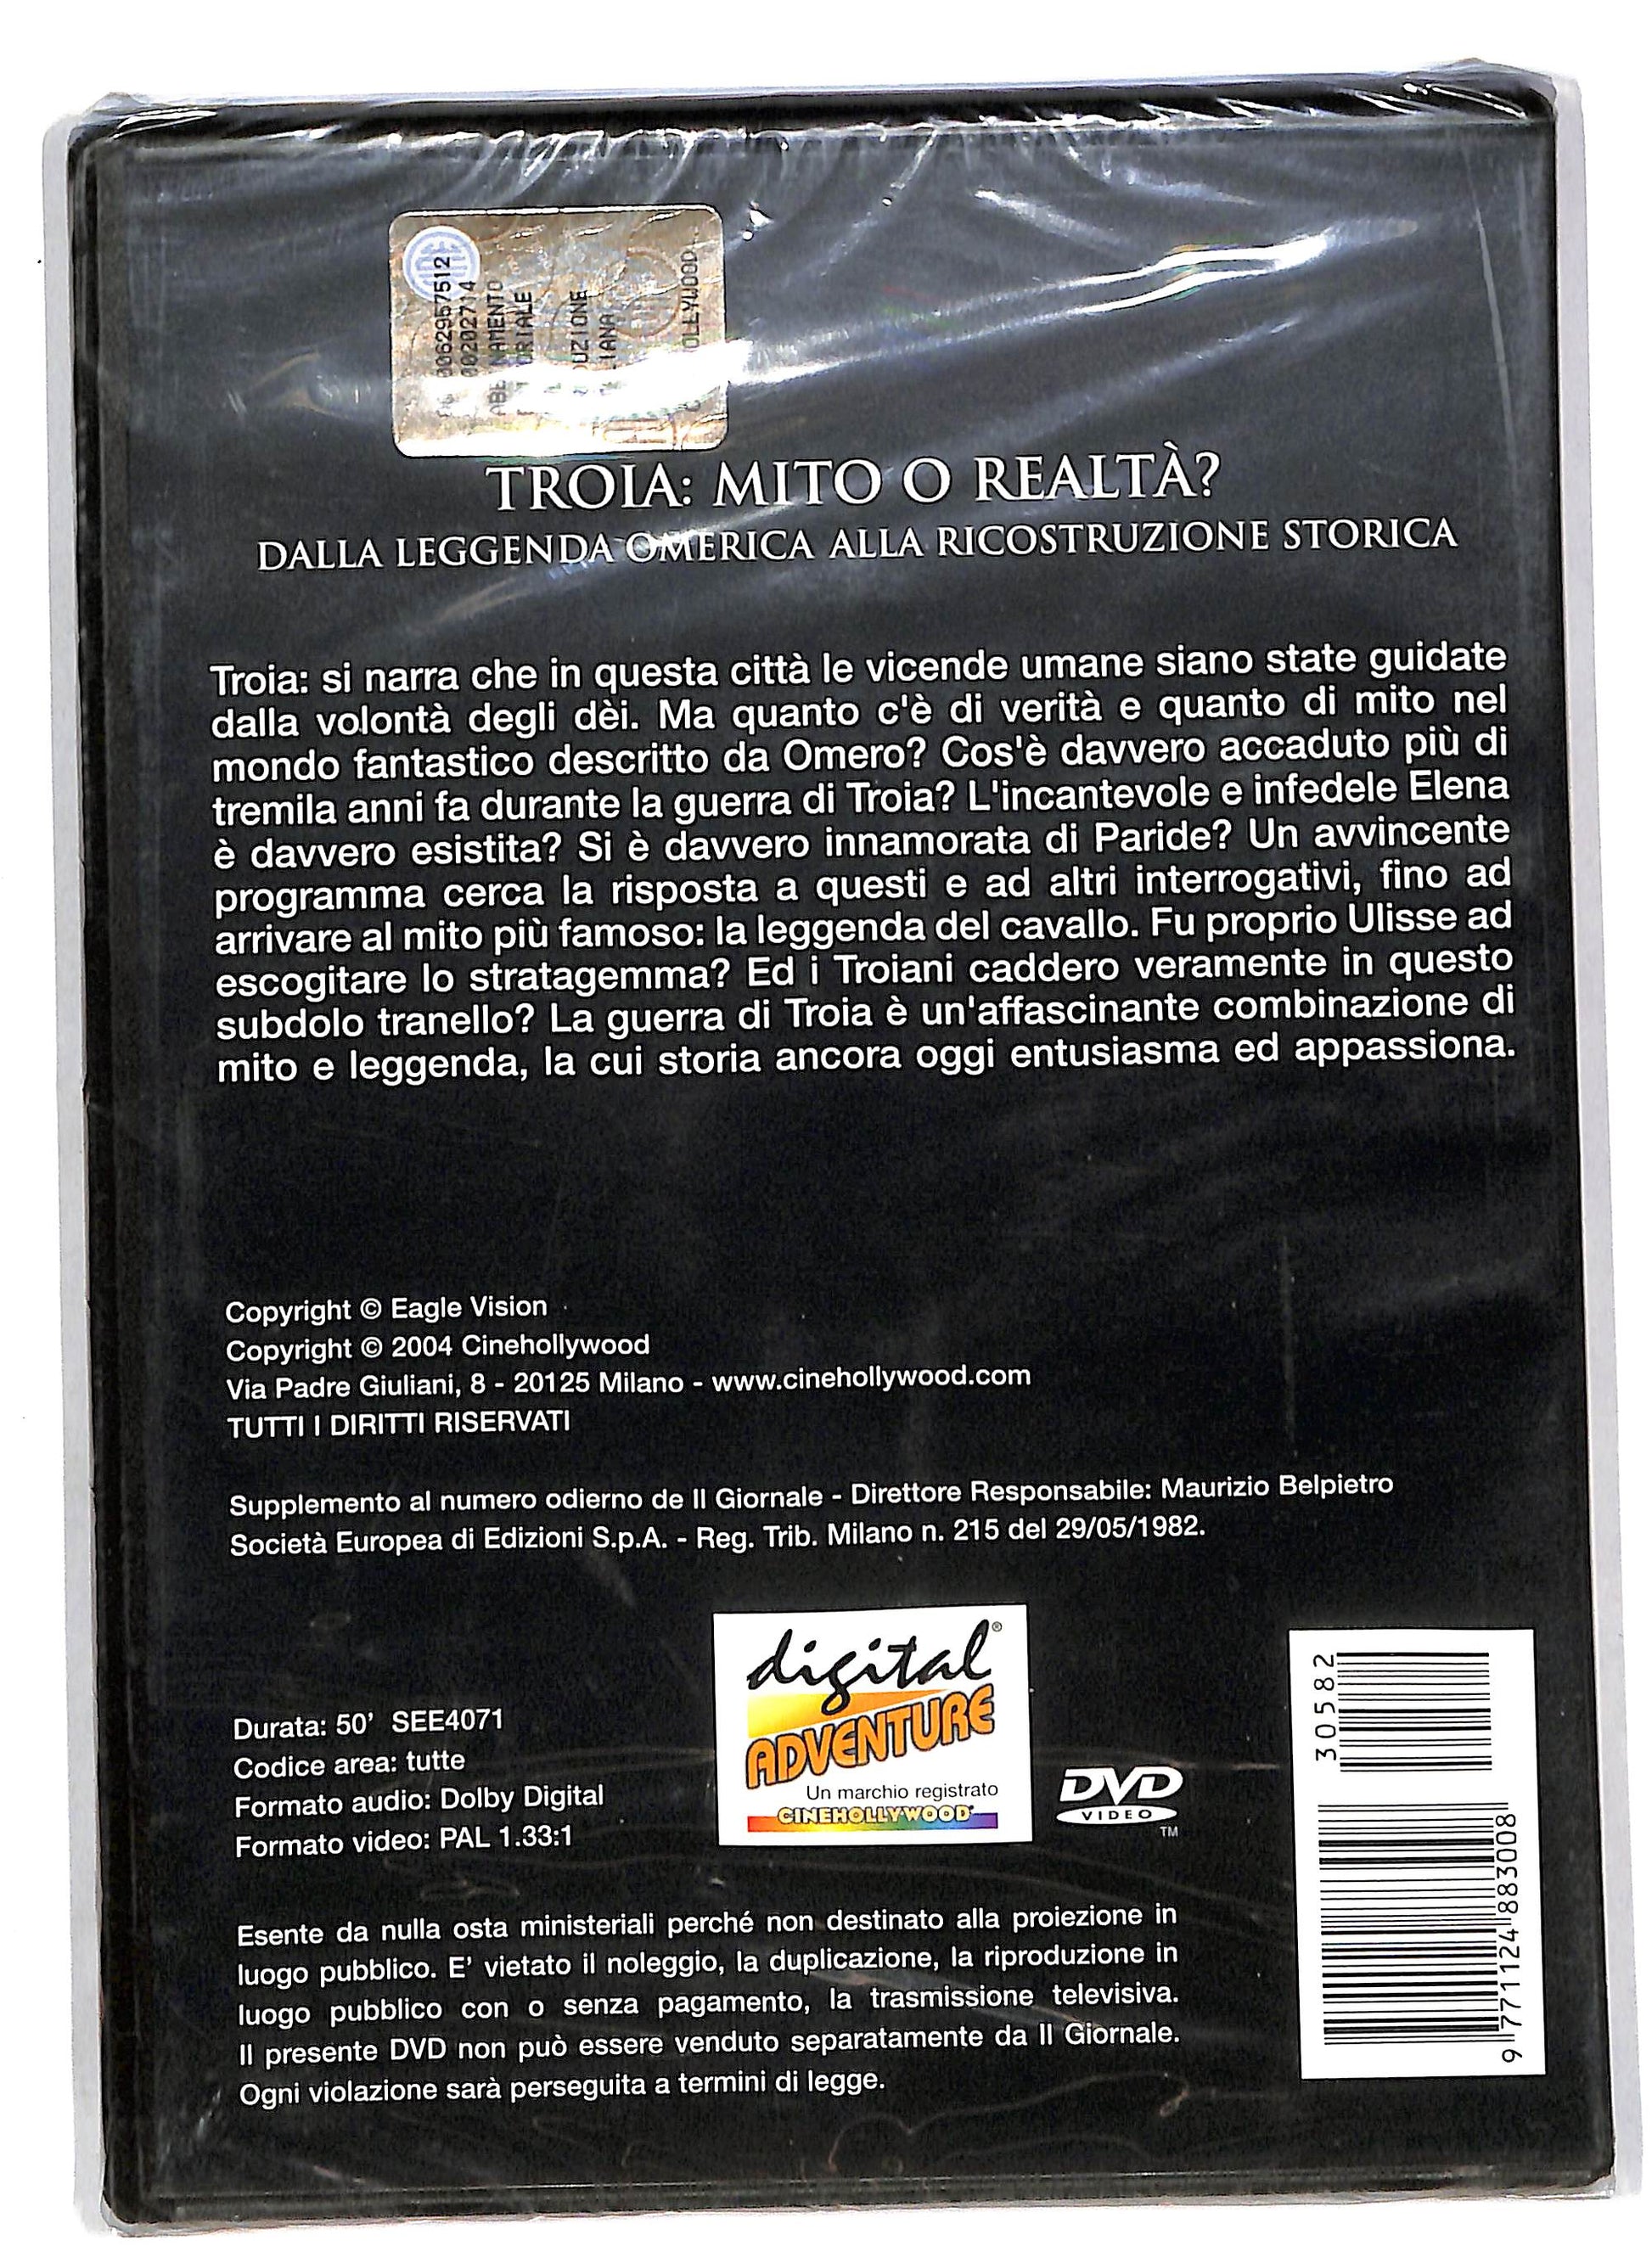 0062957512
00202714
NAMENTO
OLLYWOOD
TROIA: MITO O REALTÀ?
DALLA LEGGENDA OMERICA ALLA RICOSTRUZIONE STORICA
Troia: si narra che in questa città le vicende umane siano state guidate
dalla volontà degli dèi. Ma quanto c'è di verità e quanto di mito nel
mondo fantastico descritto da Omero? Cos'è davvero accaduto più di
tremila anni fa durante la guerra di Troia? L'incantevole e infedele Elena
è davvero esistita? Si è davvero innamorata di Paride? Un avvincente
programma cerca la risposta a questi e ad altri interrogativi, fino ad
arrivare al mito più famoso: la leggenda del cavallo. Fu proprio Ulisse ad
escogitare lo stratagemma? Ed i Troiani caddero veramente in questo
subdolo tranello? La guerra di Troia è un'affascinante combinazione di
mito e leggenda, la cui storia ancora oggi entusiasma ed appassiona.
Copyright © Eagle Vision
Copyright © 2004 Cinehollywood
Via Padre Giuliani, 8 - 20125 Milano - www.cinehollywood.com
TUTTI I DIRITTI RISERVATI
Supplemento al numero odierno de Il Giornale - Direttore Responsabile: Maurizio Belpietro
Società Europea di Edizioni S.p.A. - Reg. Trib. Milano n. 215 del 29/05/1982.
Durata: 50' SEE4071
Codice area: tutte
Formato audio: Dolby Digital
Formato video: PAL 1.33:1
digital®
ADVENTURE
Un marchio registrato
CINEHOLLYWOOD
DVD
VIDEO
TM
30582
9 771124 883008
Esente da nulla osta ministeriali perché non destinato alla proiezione in
luogo pubblico. E' vietato il noleggio, la duplicazione, la riproduzione in
luogo pubblico con o senza pagamento, la trasmissione televisiva.
Il presente DVD non può essere venduto separatamente da Il Giornale.
Ogni violazione sarà perseguita a termini di legge.